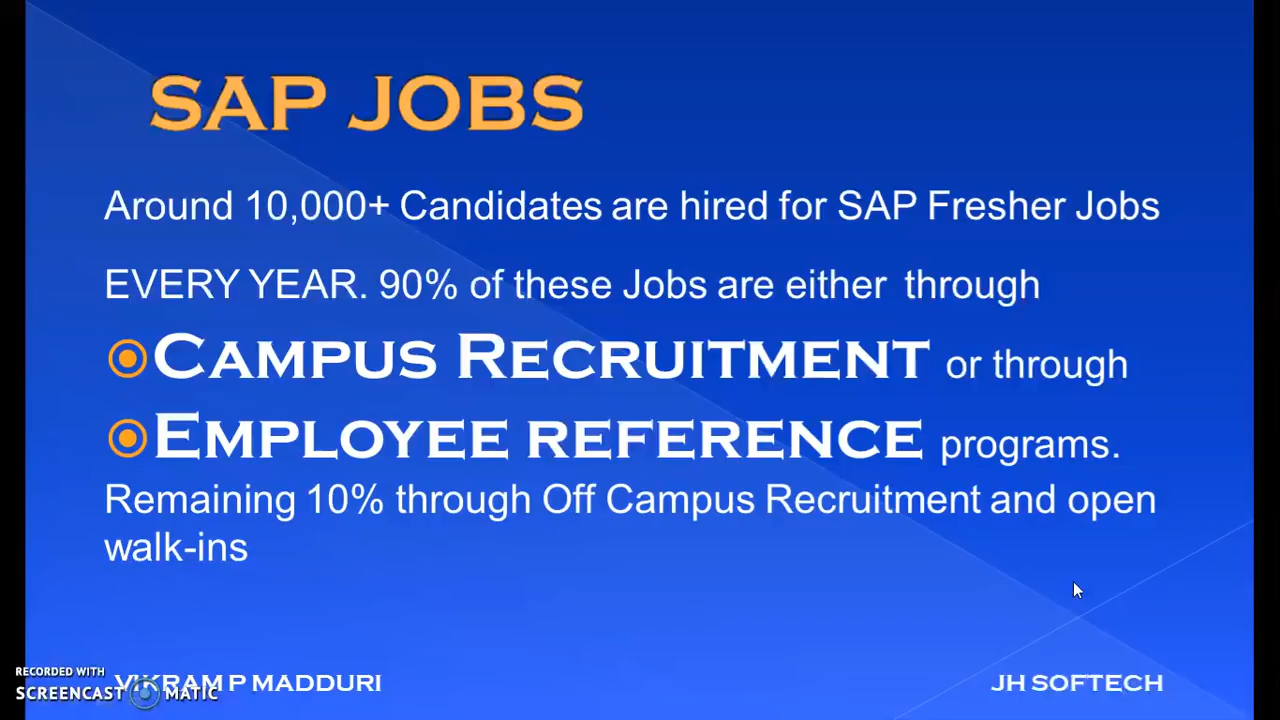 SAP JOBS
Around 10,000+ Candidates are hired for SAP Fresher Jobs
EVERY YEAR. 90% of these Jobs are either through
CAMPUS RECRUITMENT or through
EMPLOYEE REFERENCE programs.
Remaining 10% through Off Campus Recruitment and open
walk-ins
RECORDED WITH
SCREENCAST MATIC
VIKRAM P MADDURI
JH SOFTECH